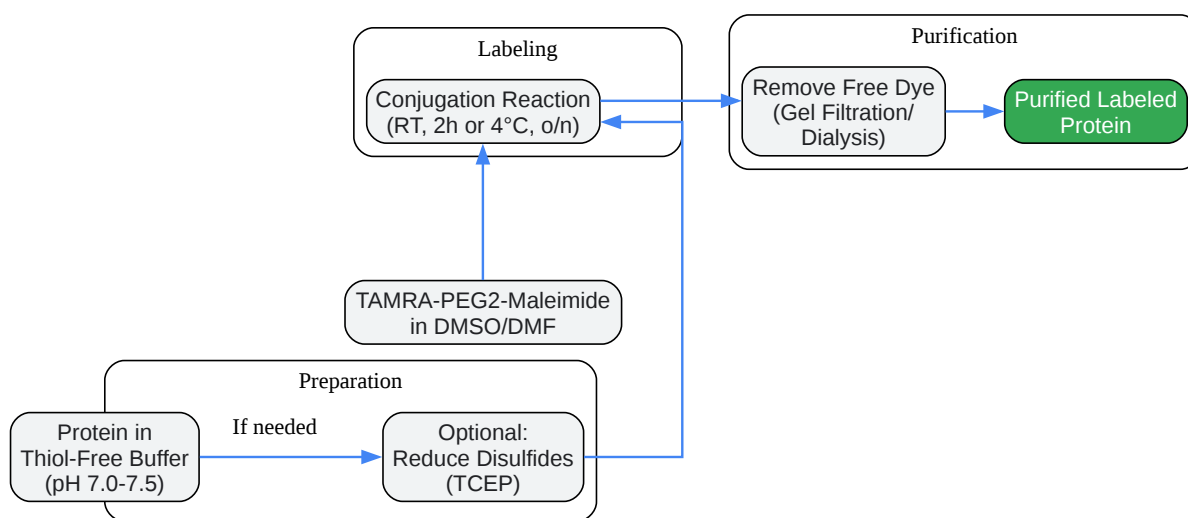 Labeling
Conjugation Reaction
(RT, 2h or 4°C, o/n)
Purification
Remove Free Dye
(Gel Filtration/
Dialysis)
Purified Labeled
Protein
TAMRA-PEG2-Maleimide
in DMSO/DMF
Preparation
Protein in
Thiol-Free Buffer
(pH 7.0-7.5)
If needed
Optional:
Reduce Disulfides
(TCEP)